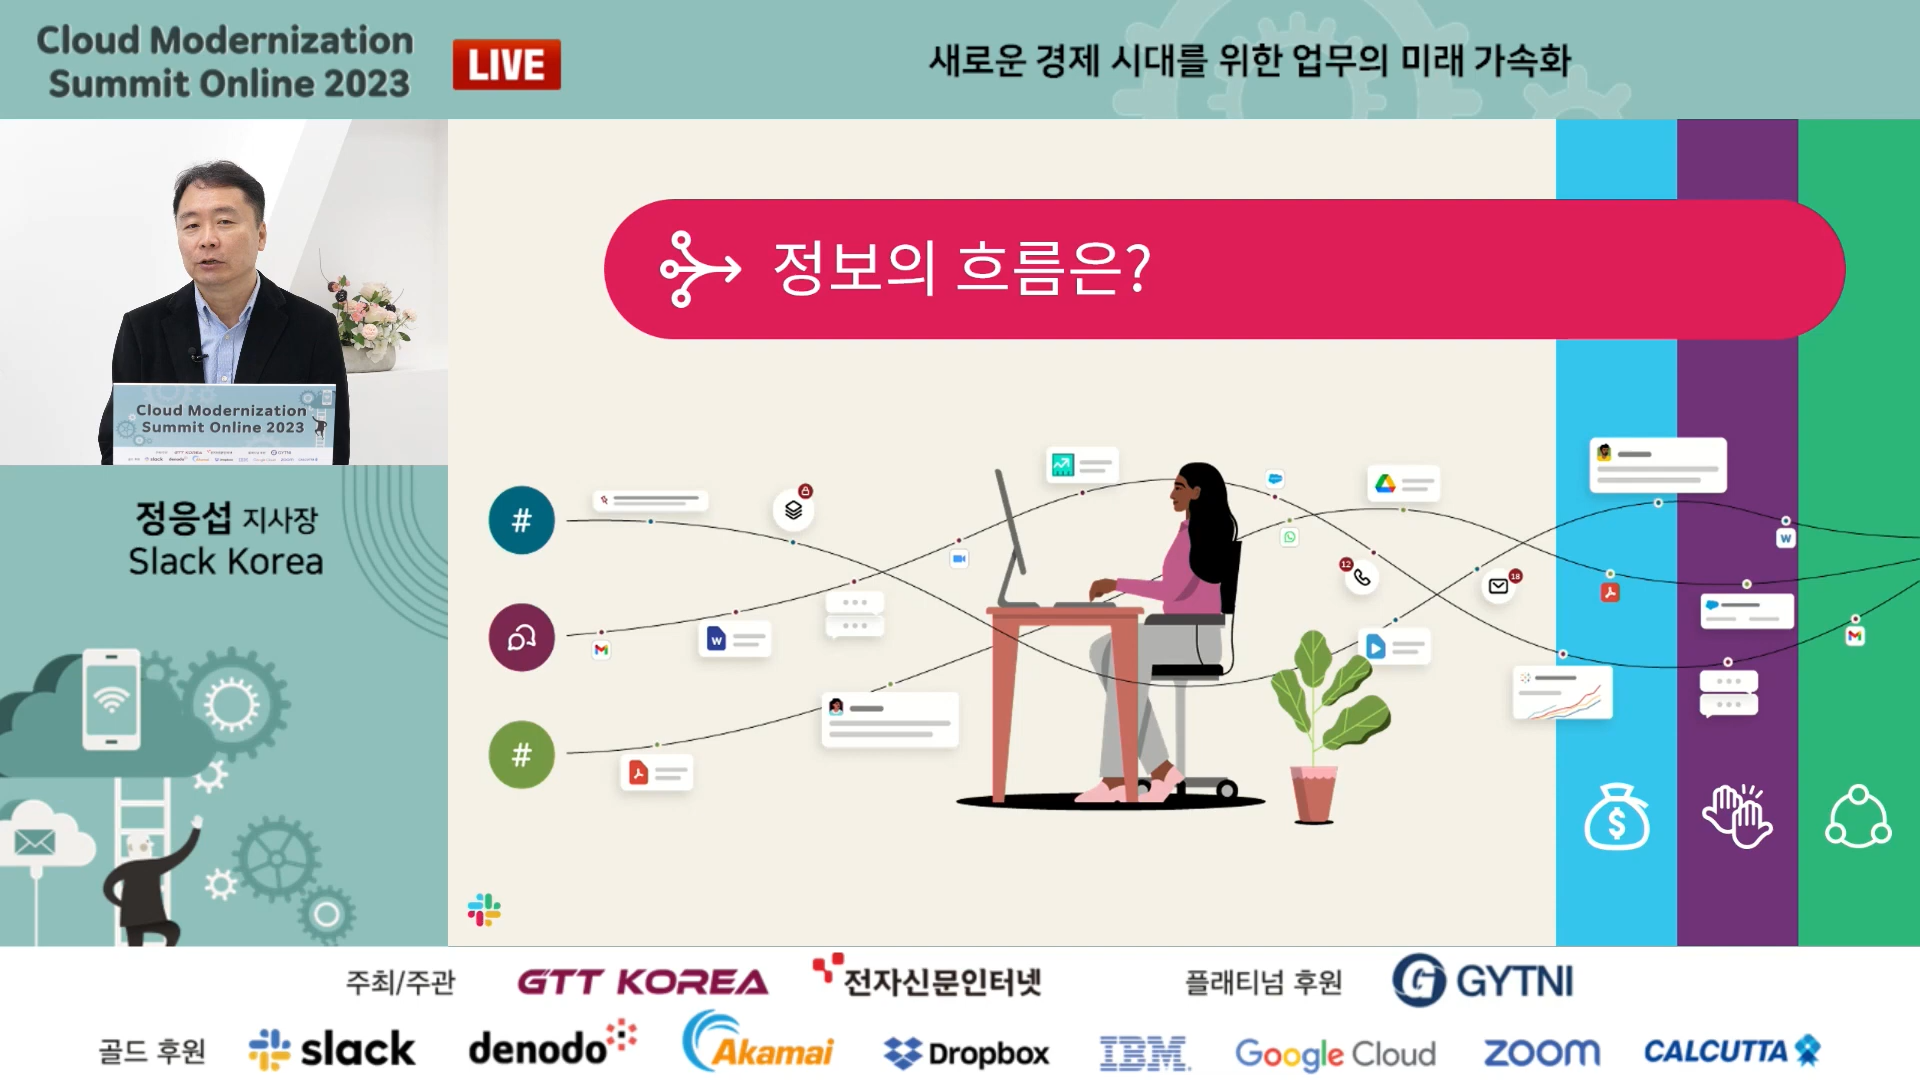 Cloud Modernization
Summit Online 2023
LIVE
새로운 경제 시대를 위한 업무의 미래 가속화
정보의 흐름은?
Cloud Modernization
Summit Online 2023
정응섭 지사장
Slack Korea
#
#
W
12
18
W
$
주최/주관
GTT KOREA
전자신문인터넷
플래티넘 후원
GYTNI
골드 후원
slack
denodo
Akamai
Dropbox
IBM
Google Cloud
zoom
CALCUTTA